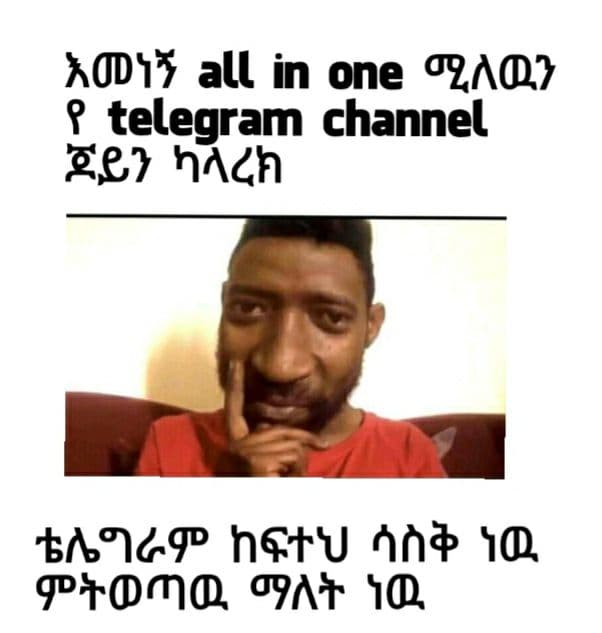 እመነኝ all in one ሚለዉን
የ telegram channel
ጆይን ካላረክ
ቴሌግራም ከፍተህ ሳስቅ ነዉ
ምትወጣዉ ማለት ነዉ